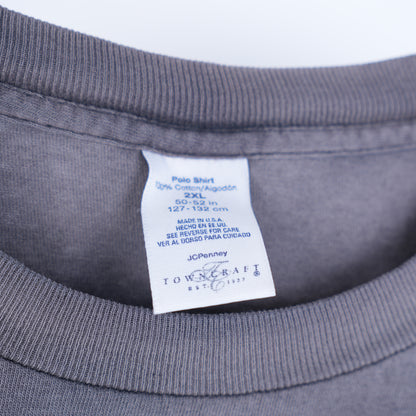 Polo Shirt
100% Cotton/Algodón
2XL
50-52 in
127-132 cm
MADE IN U.S.A.
HECHO EN EE.UU.
SEE REVERSE FOR CARE
VER AL DORSO PARA CUIDADO
JCPenney
TOWNCRAFT ®
EST. 1927